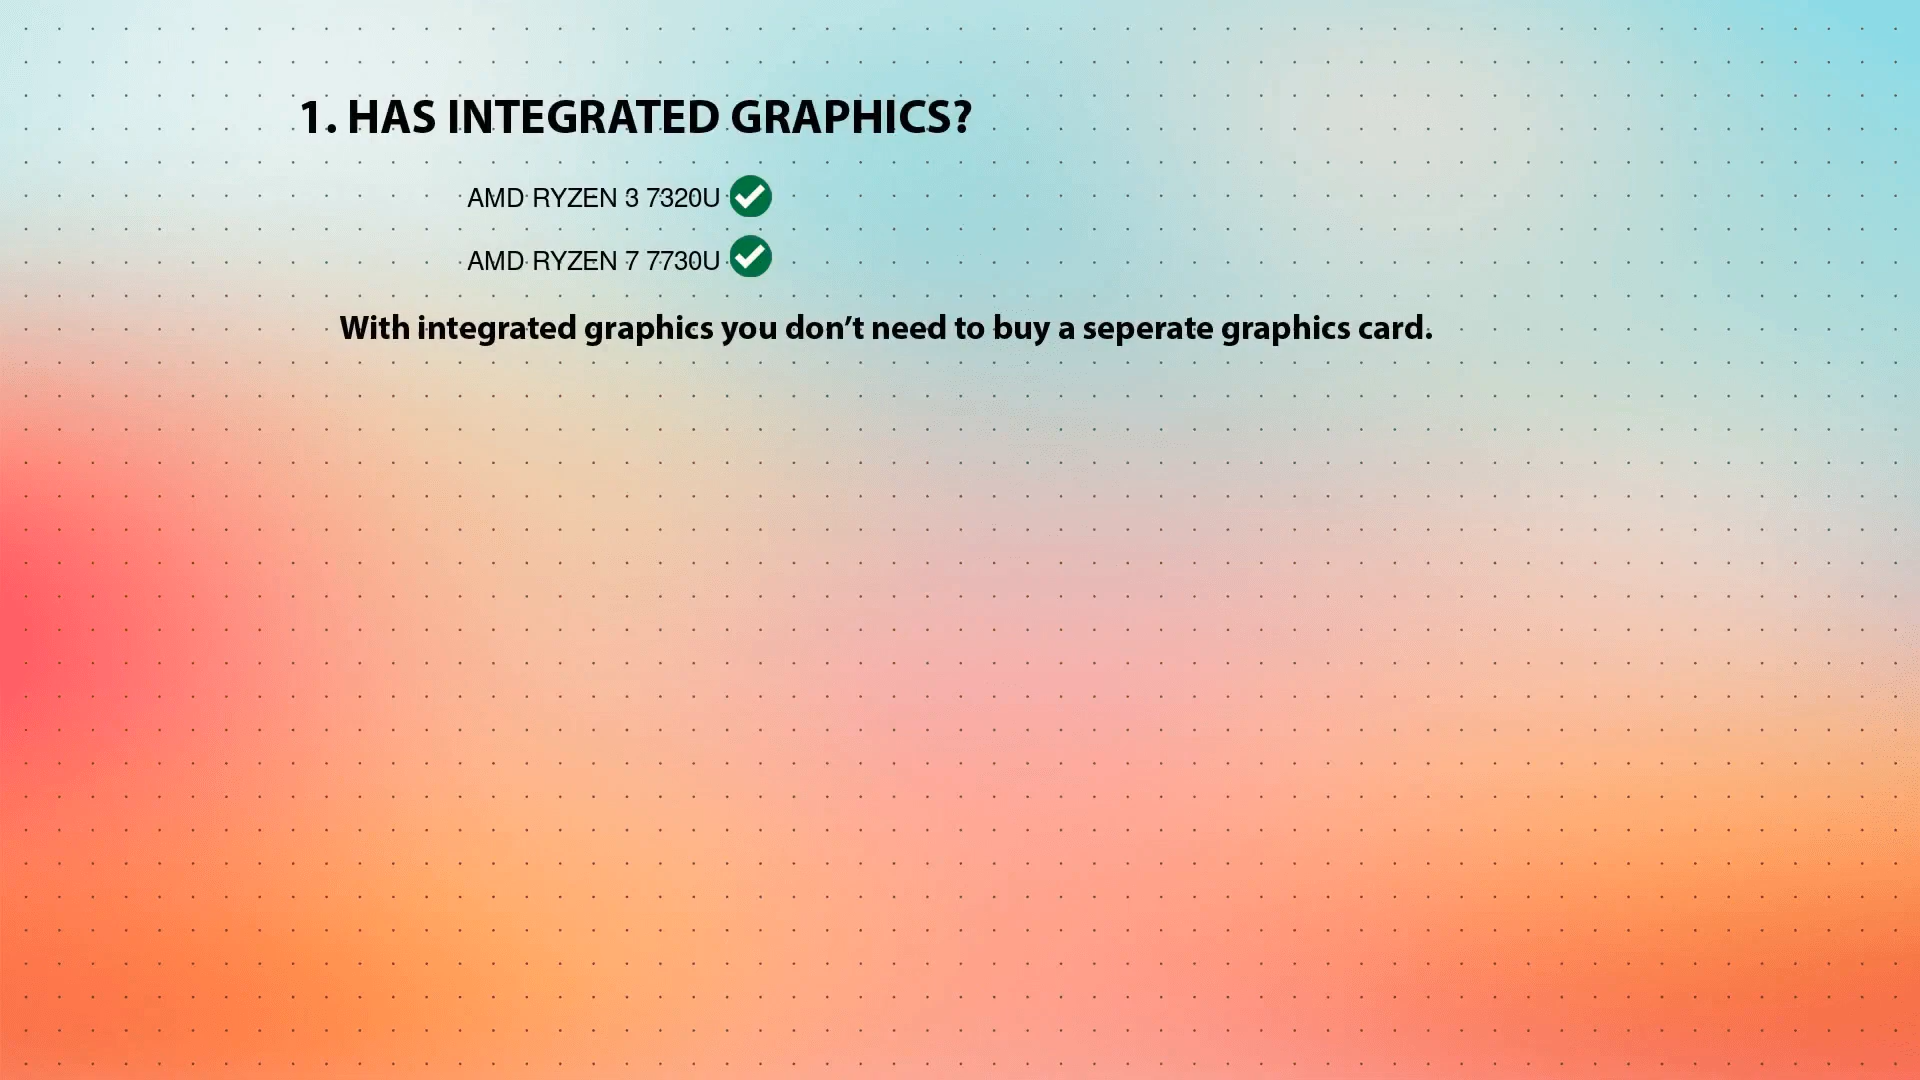 1. HAS INTEGRATED GRAPHICS?
AMD RYZEN 3 7320U
AMD RYZEN 7 7730U
With integrated graphics you don’t need to buy a seperate graphics card.